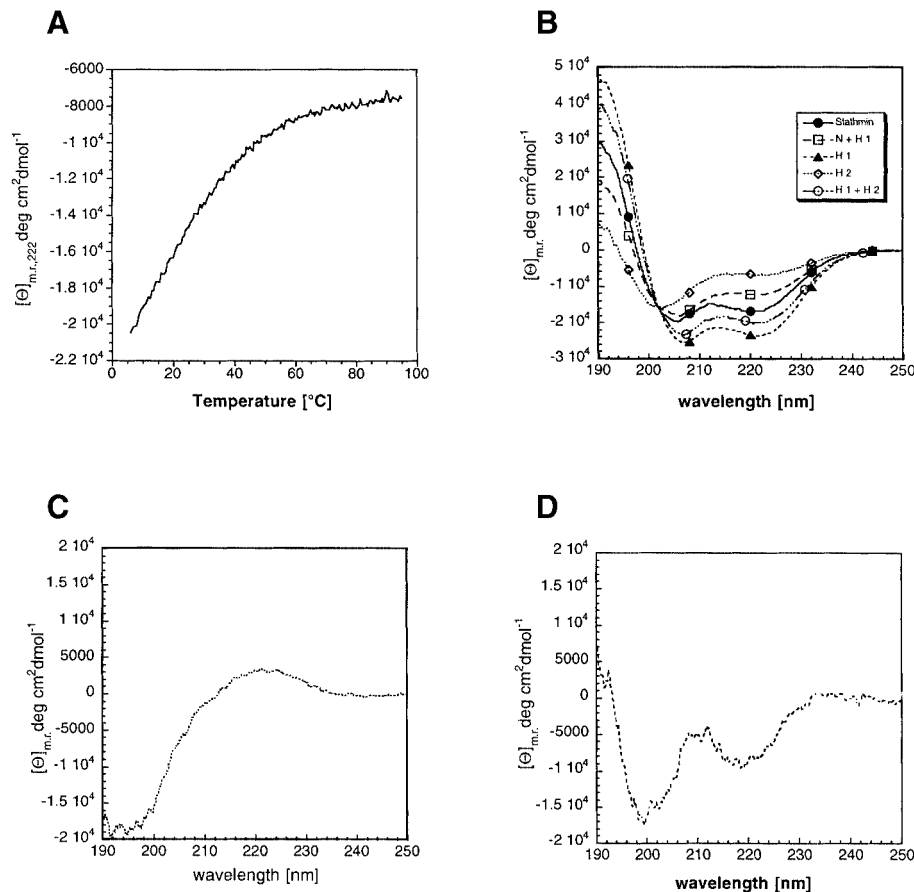 A
-6000
-8000
-1 10⁴
-1.2 10⁴
-1.4 10⁴
-1.6 10⁴
-1.8 10⁴
-2 10⁴
-2.2 10⁴
[Θ]m.r.,222 deg cm²dmol⁻¹
0 20 40 60 80 100
Temperature [°C]
B
5 10⁴
4 10⁴
3 10⁴
2 10⁴
1 10⁴
0
-1 10⁴
-2 10⁴
-3 10⁴
[Θ]m.r. deg cm²dmol⁻¹
Stathmin
N + H 1
H 1
H 2
H 1 + H 2
190 200 210 220 230 240 250
wavelength [nm]
C
2 10⁴
1.5 10⁴
1 10⁴
5000
0
-5000
-1 10⁴
-1.5 10⁴
-2 10⁴
[Θ]m.r. deg cm²dmol⁻¹
190 200 210 220 230 240 250
wavelength [nm]
D
2 10⁴
1.5 10⁴
1 10⁴
5000
0
-5000
-1 10⁴
-1.5 10⁴
-2 10⁴
[Θ]m.r. deg cm²dmol⁻¹
190 200 210 220 230 240 250
wavelength [nm]